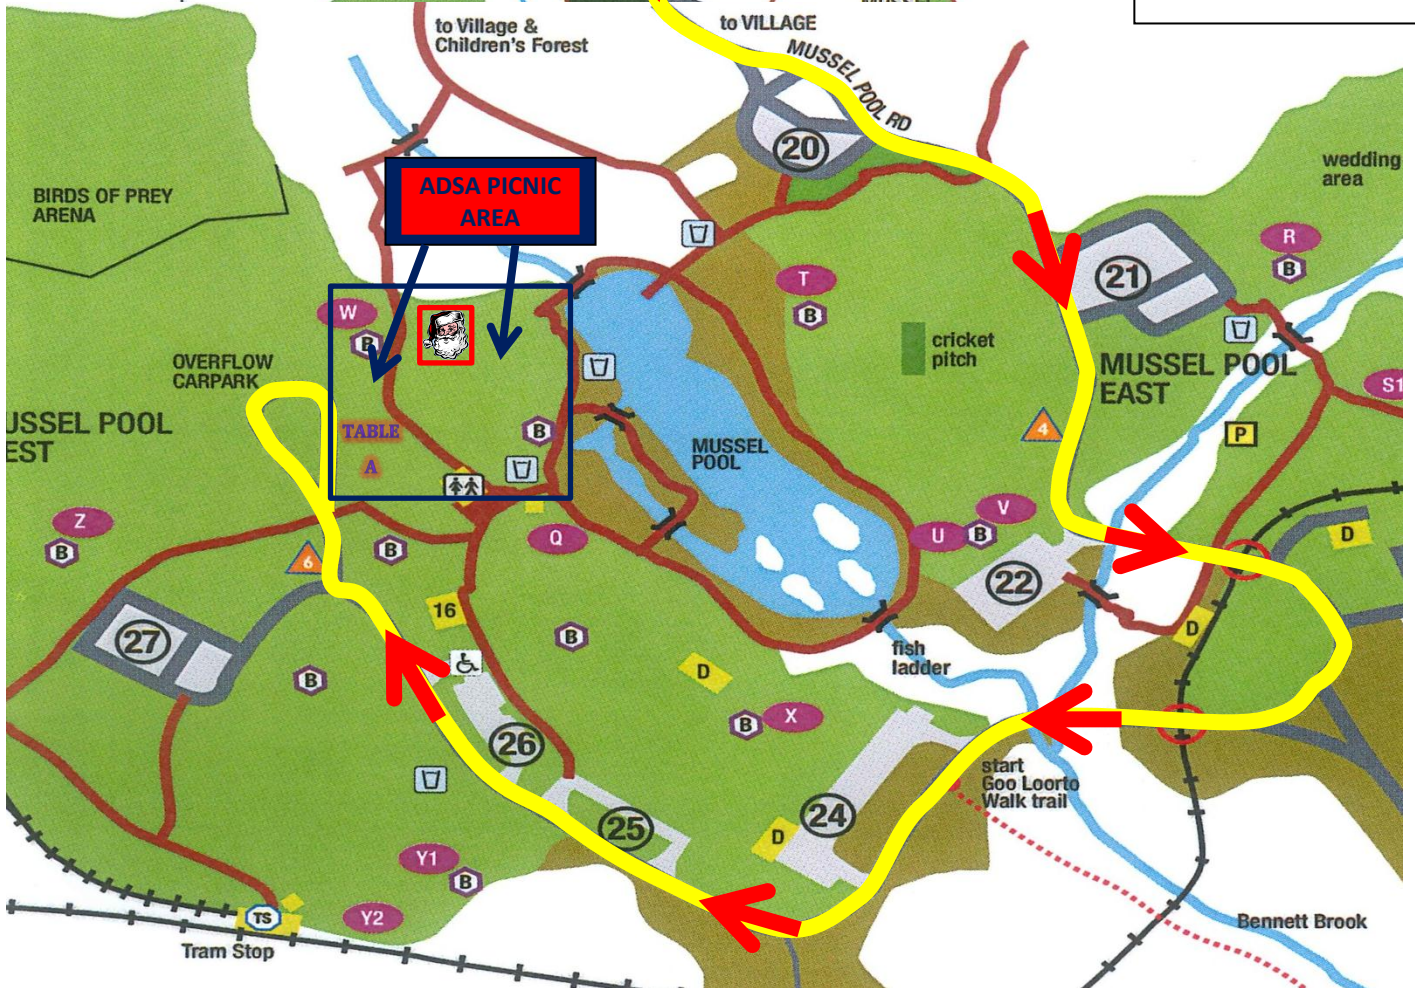 to Village &
Children's Forest
to VILLAGE
MUSSEL POOL RD
20
wedding
area
BIRDS OF PREY
ARENA
ADSA PICNIC
AREA
R
B
21
T
B
W
B
cricket
pitch
OVERFLOW
CARPARK
MUSSEL POOL
EAST
S1
USSEL POOL
EST
TABLE
A
B
4
P
MUSSEL
POOL
Z
B
B
Q
U
B
V
D
6
22
16
27
B
D
fish
ladder
B
D
B
X
26
start
Goo Loorto
Walk trail
25
24
D
Y1
B
TS
Y2
Bennett Brook
Tram Stop